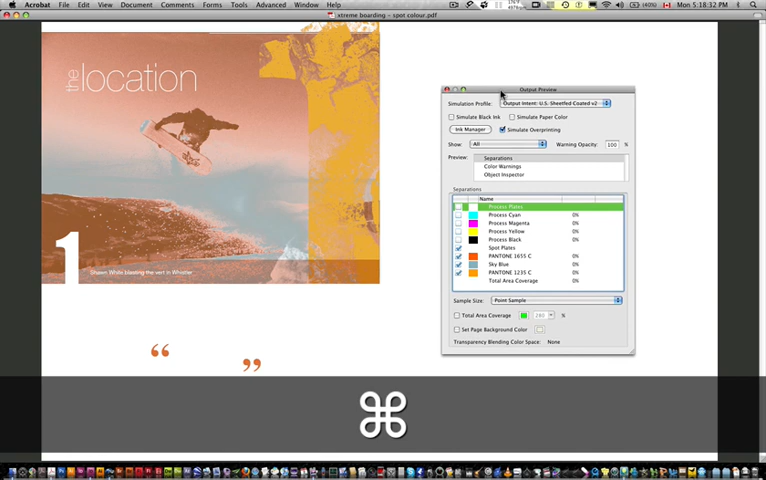 Acrobat File Edit View Document Comments Forms Tools Advanced Window Help
(40%) Mon 5:18:32 PM
xtreme boarding - spot colour.pdf
the location
Output Preview
Simulation Profile: Output Intent: U.S. Sheetfed Coated v2
Simulate Black Ink Simulate Paper Color
Ink Manager Simulate Overprinting
Show: All Warning Opacity: 100 %
Preview: Separations
Color Warnings
Object Inspector
Separations
Name
Process Plates
Process Cyan 0%
Process Magenta 0%
Process Yellow 0%
Process Black 0%
Spot Plates
PANTONE 1655 C 0%
Sky Blue 0%
PANTONE 1235 C 0%
Total Area Coverage 0%
1
Shawn White blasting the vert in Whistler
Sample Size: Point Sample
Total Area Coverage 280 %
Set Page Background Color
Transparency Blending Color Space: None
“ ”
⌘